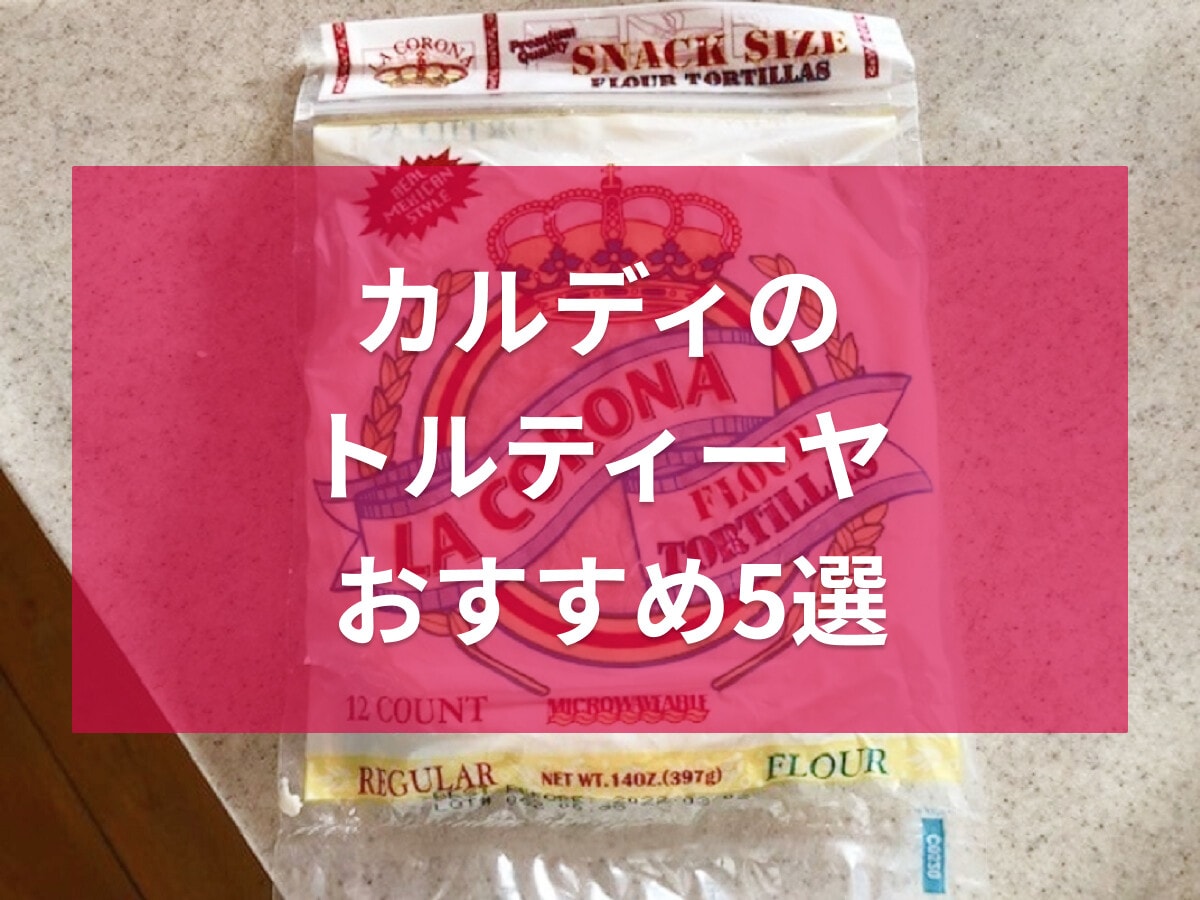 LA CORONA
Premium Quality
SNACK SIZE
FLOUR TORTILLAS
REAL MEXICAN STYLE
カルディの
トルティーヤ
おすすめ5選
LA CORONA
FLOUR
TORTILLAS
12 COUNT
MICROWAVEABLE
REGULAR
NET WT.14OZ.(397g)
FLOUR
C0230